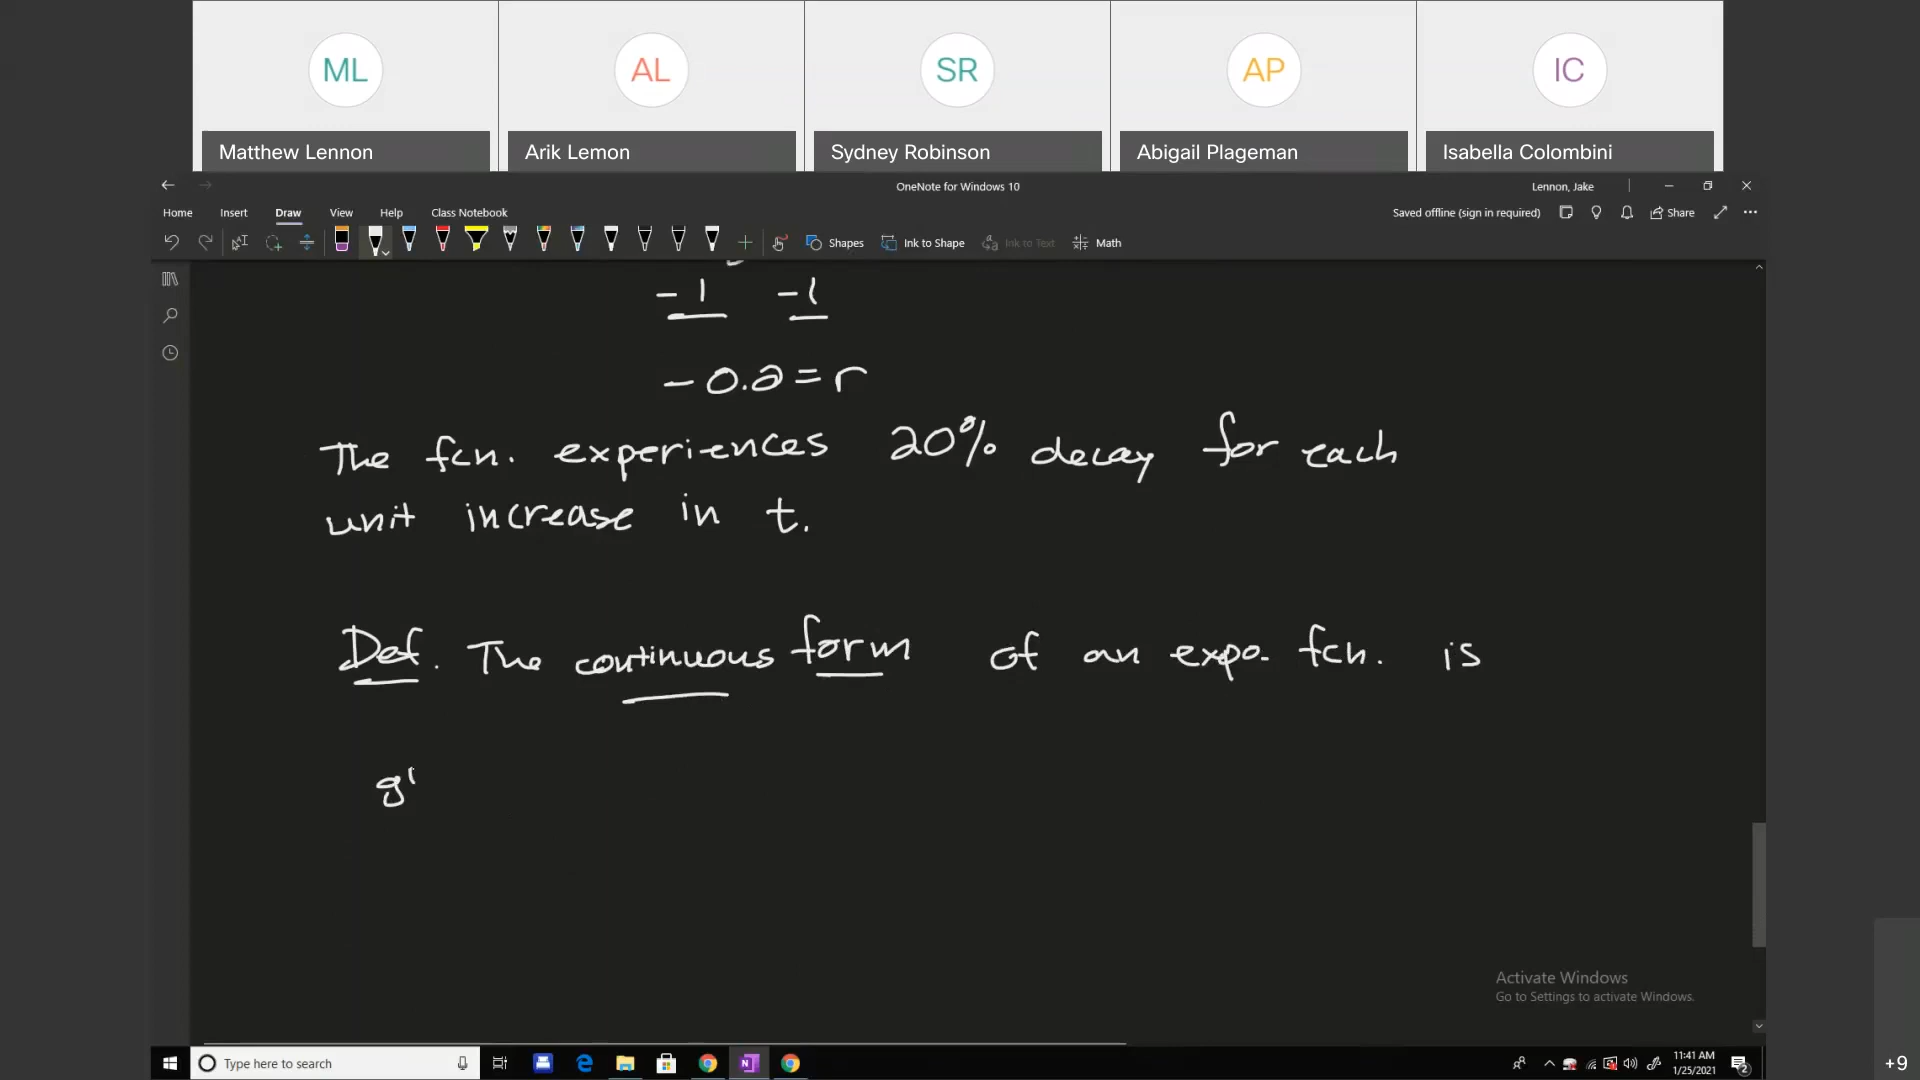 ML AL SR AP IC
Matthew Lennon Arik Lemon Sydney Robinson Abigail Plageman Isabella Colombini
OneNote for Windows 10 Lennon, Jake
Home Insert Draw View Help Class Notebook Saved offline (sign in required) Share
Shapes Ink to Shape Ink to Text Math
-1 -1
-0.2=r
The fcn. experiences 20% decay for each
unit increase in t.
Def. The continuous form of an expo. fcn. is
g
Activate Windows
Go to Settings to activate Windows.
Type here to search 11:41 AM
1/25/2021 2
+9